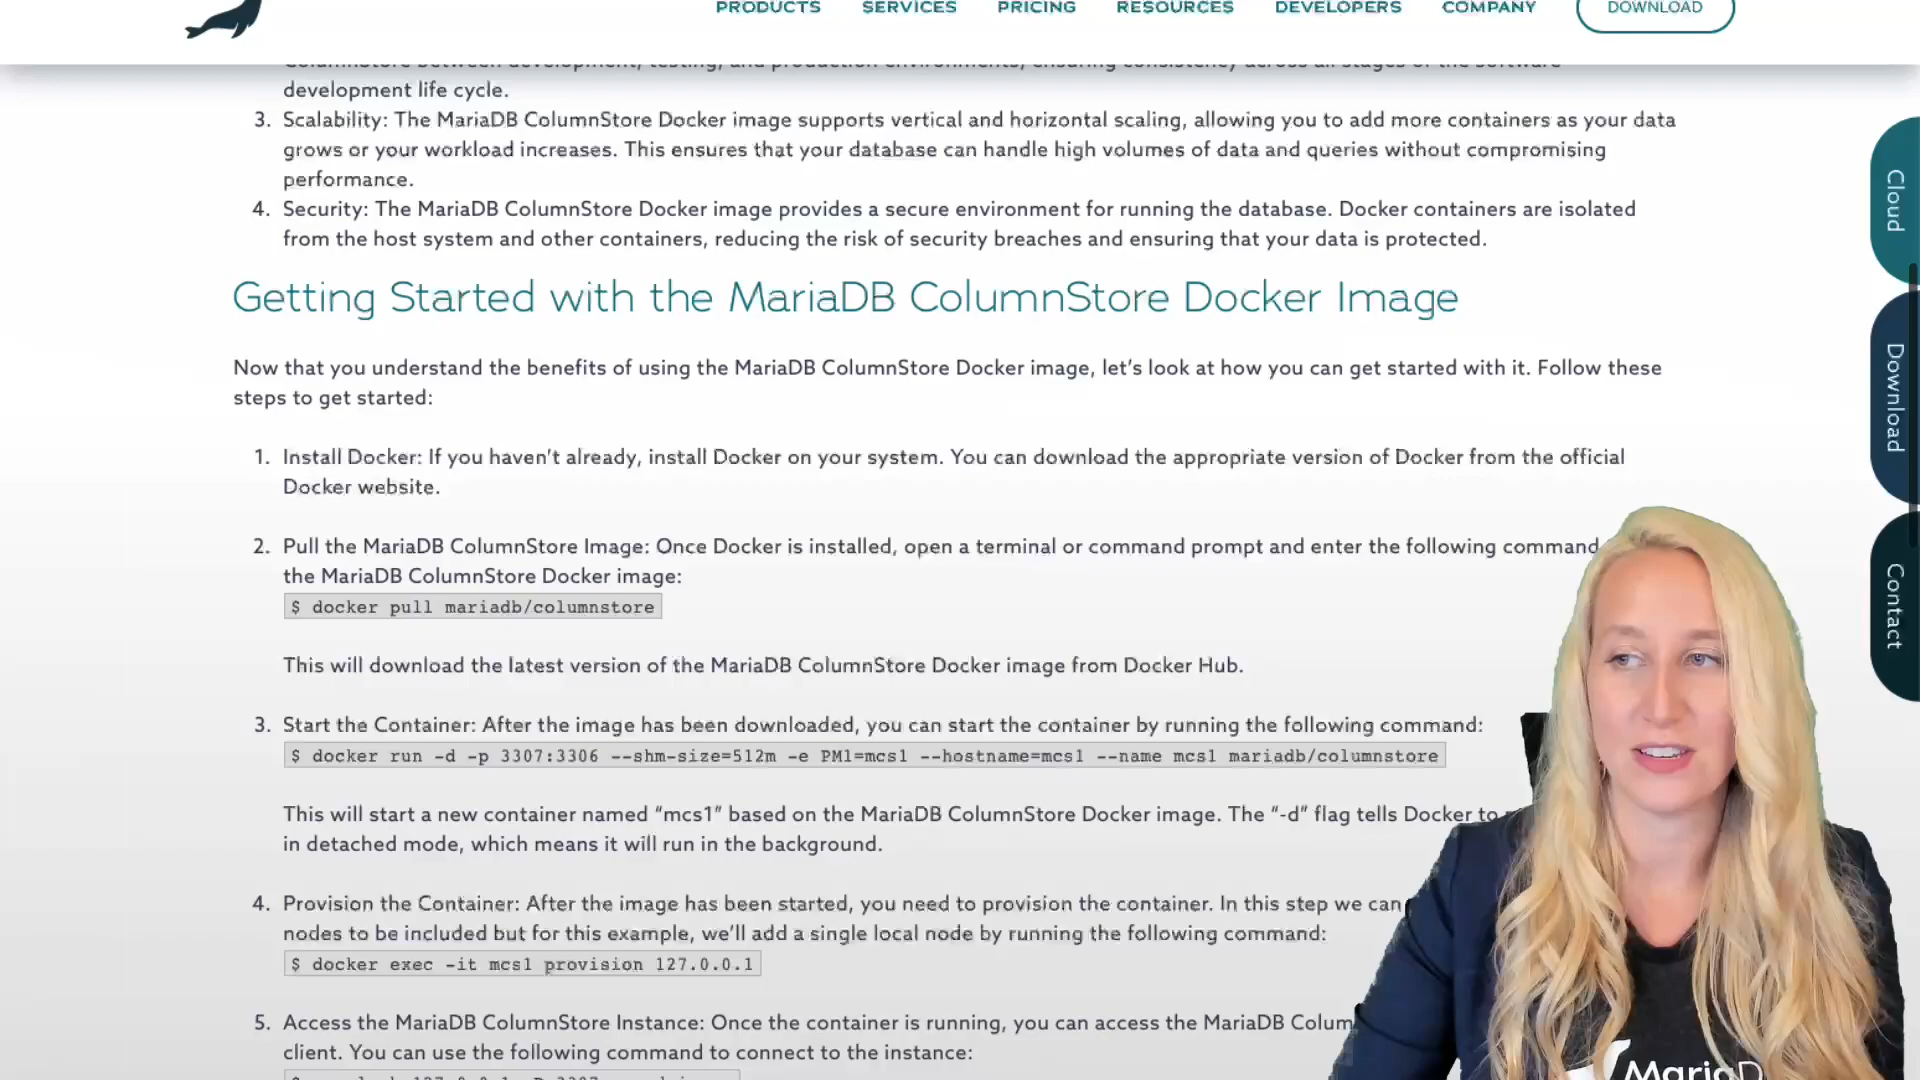 PRODUCTS SERVICES PRICING RESOURCES DEVELOPERS COMPANY DOWNLOAD
ColumnStore between development, testing, and production environments, ensuring consistency across all stages of the software
development life cycle.
3. Scalability: The MariaDB ColumnStore Docker image supports vertical and horizontal scaling, allowing you to add more containers as your data
grows or your workload increases. This ensures that your database can handle high volumes of data and queries without compromising
performance.
4. Security: The MariaDB ColumnStore Docker image provides a secure environment for running the database. Docker containers are isolated
from the host system and other containers, reducing the risk of security breaches and ensuring that your data is protected.
Getting Started with the MariaDB ColumnStore Docker Image
Now that you understand the benefits of using the MariaDB ColumnStore Docker image, let's look at how you can get started with it. Follow these
steps to get started:
1. Install Docker: If you haven't already, install Docker on your system. You can download the appropriate version of Docker from the official
Docker website.
2. Pull the MariaDB ColumnStore Image: Once Docker is installed, open a terminal or command prompt and enter the following command
the MariaDB ColumnStore Docker image:
$ docker pull mariadb/columnstore
This will download the latest version of the MariaDB ColumnStore Docker image from Docker Hub.
3. Start the Container: After the image has been downloaded, you can start the container by running the following command:
$ docker run -d -p 3307:3306 --shm-size=512m -e PM1=mcs1 --hostname=mcs1 --name mcs1 mariadb/columnstore
This will start a new container named “mcs1” based on the MariaDB ColumnStore Docker image. The “-d” flag tells Docker to
in detached mode, which means it will run in the background.
4. Provision the Container: After the image has been started, you need to provision the container. In this step we can
nodes to be included but for this example, we'll add a single local node by running the following command:
$ docker exec -it mcs1 provision 127.0.0.1
5. Access the MariaDB ColumnStore Instance: Once the container is running, you can access the MariaDB Colum
client. You can use the following command to connect to the instance:
Cloud
Download
Contact
MariaD